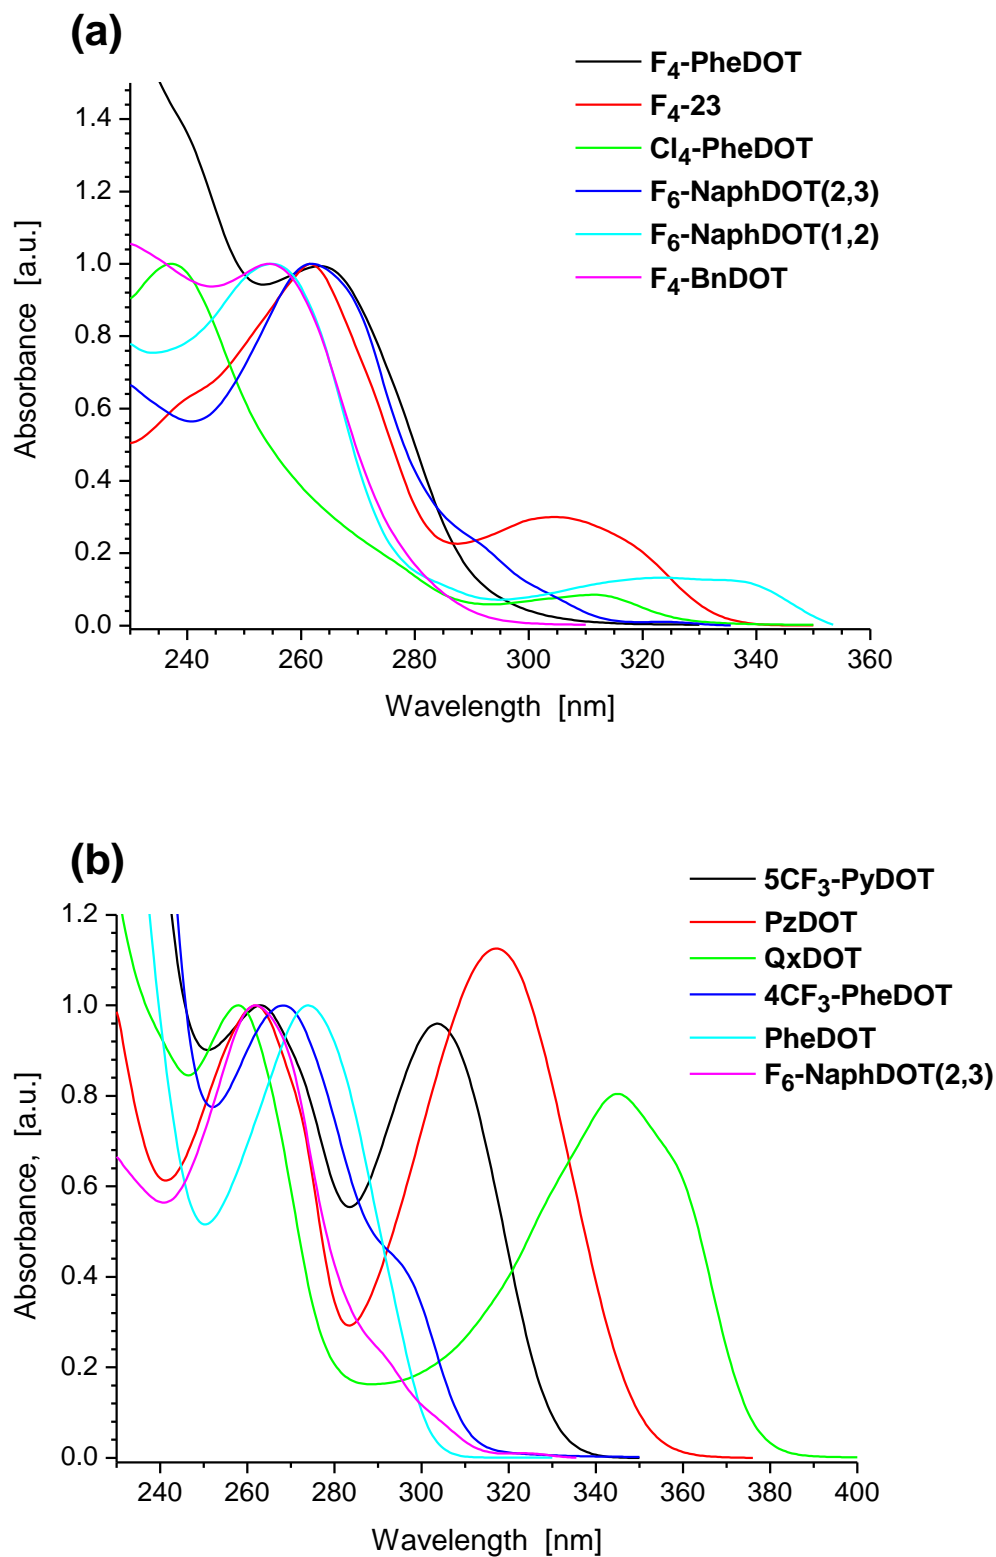 (a)
F4-PheDOT
F4-23
Cl4-PheDOT
F6-NaphDOT(2,3)
F6-NaphDOT(1,2)
F4-BnDOT
1.4
1.2
1.0
0.8
0.6
0.4
0.2
0.0
Absorbance [a.u.]
240 260 280 300 320 340 360
Wavelength [nm]
(b)
5CF3-PyDOT
PzDOT
QxDOT
4CF3-PheDOT
PheDOT
F6-NaphDOT(2,3)
1.2
1.0
0.8
0.6
0.4
0.2
0.0
Absorbance, [a.u.]
240 260 280 300 320 340 360 380 400
Wavelength [nm]